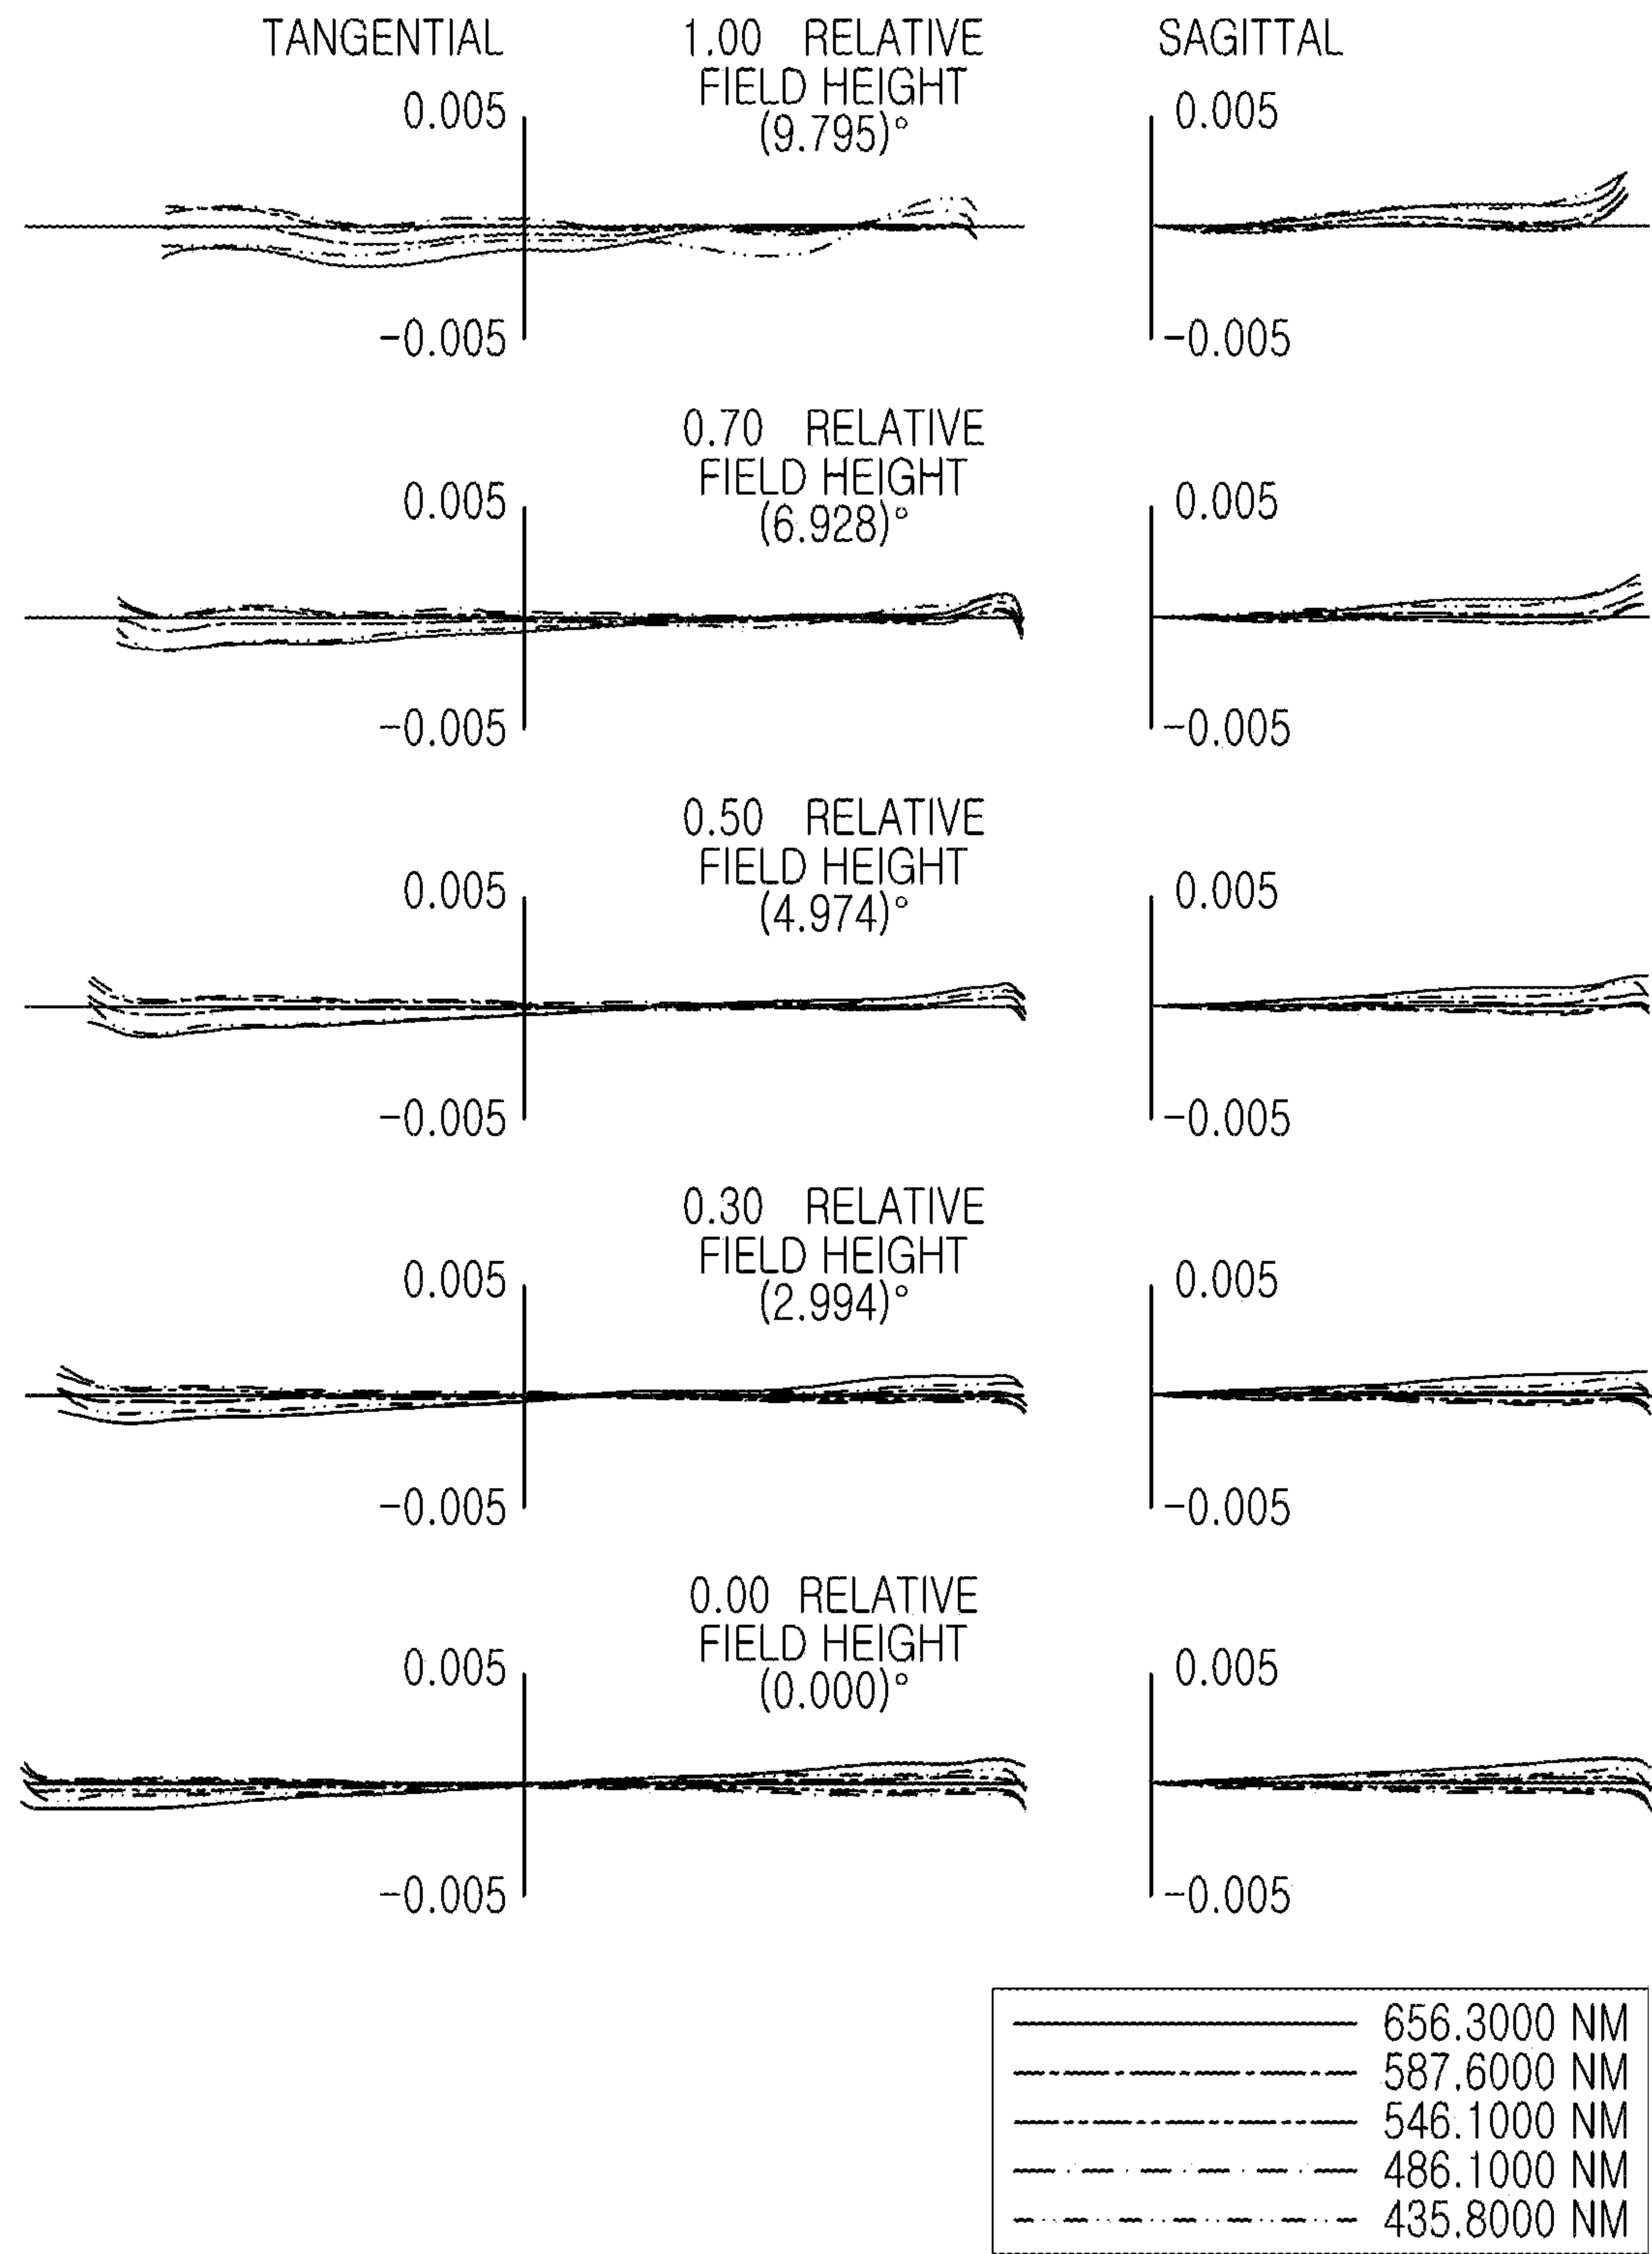 TANGENTIAL 1.00 RELATIVE SAGITTAL
FIELD HEIGHT
0.005 (9.795)° 0.005
-0.005 -0.005
0.70 RELATIVE
FIELD HEIGHT
0.005 (6.928)° 0.005
-0.005 -0.005
0.50 RELATIVE
FIELD HEIGHT
0.005 (4.974)° 0.005
-0.005 -0.005
0.30 RELATIVE
FIELD HEIGHT
0.005 (2.994)° 0.005
-0.005 -0.005
0.00 RELATIVE
FIELD HEIGHT
0.005 (0.000)° 0.005
-0.005 -0.005
656.3000 NM
587.6000 NM
546.1000 NM
486.1000 NM
435.8000 NM